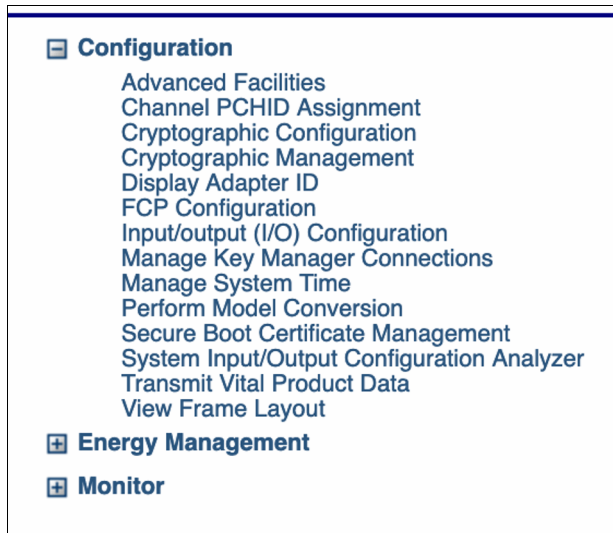 Configuration
Advanced Facilities
Channel PCHID Assignment
Cryptographic Configuration
Cryptographic Management
Display Adapter ID
FCP Configuration
Input/output (I/O) Configuration
Manage Key Manager Connections
Manage System Time
Perform Model Conversion
Secure Boot Certificate Management
System Input/Output Configuration Analyzer
Transmit Vital Product Data
View Frame Layout
Energy Management
Monitor